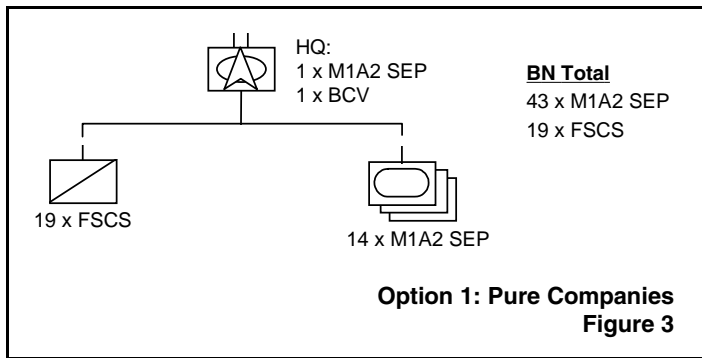 HQ:
1 x M1A2 SEP
1 x BCV
BN Total
43 x M1A2 SEP
19 x FSCS
19 x FSCS
14 x M1A2 SEP
Option 1: Pure Companies
Figure 3